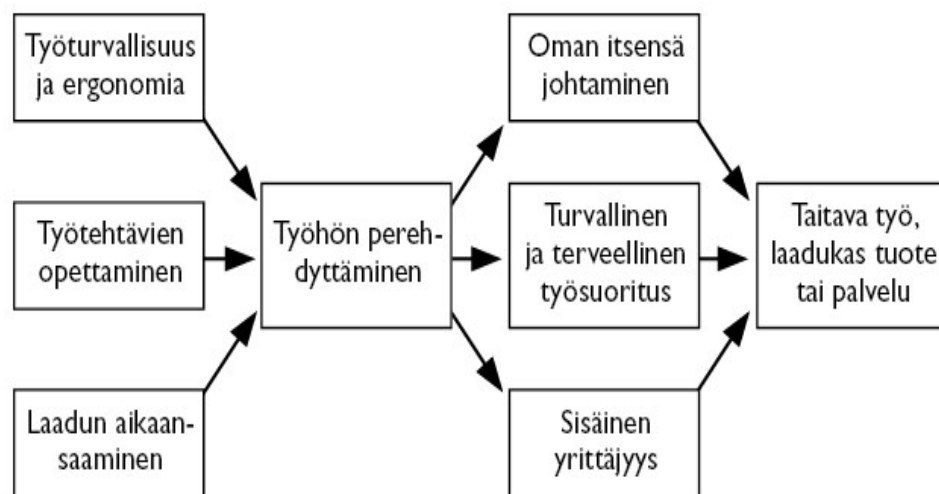 Työturvallisuus
ja ergonomia
Työtehtävien
opettaminen
Laadun aikaan-
saaminen
Työhön pereh-
dyttäminen
Oman itsensä
johtaminen
Turvallinen
ja terveellinen
työsuoritus
Sisäinen
yrittäjyys
Taitava työ,
laadukas tuote
tai palvelu